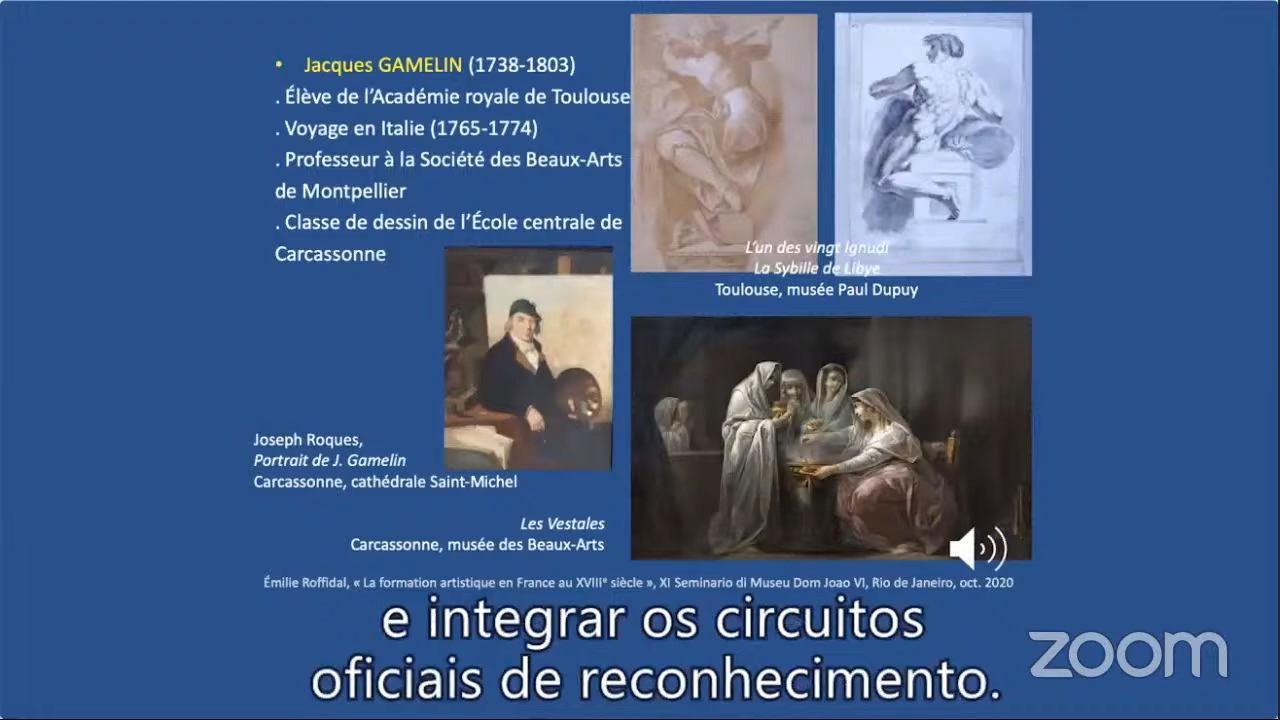 • Jacques GAMELIN (1738-1803)
. Élève de l'Académie royale de Toulouse
. Voyage en Italie (1765-1774)
. Professeur à la Société des Beaux-Arts
de Montpellier
. Classe de dessin de l'École centrale de
Carcassonne
L'un des vingt Ignudi
La Sybille de Libye
Toulouse, musée Paul Dupuy
Joseph Roques,
Portrait de J. Gamelin
Carcassonne, cathédrale Saint-Michel
Les Vestales
Carcassonne, musée des Beaux-Arts
Émilie Roffidal, « La formation artistique en France au XVIIIᵉ siècle », XI Seminario di Museu Dom Joao VI, Rio de Janeiro, oct. 2020
e integrar os circuitos
oficiais de reconhecimento.
zoom